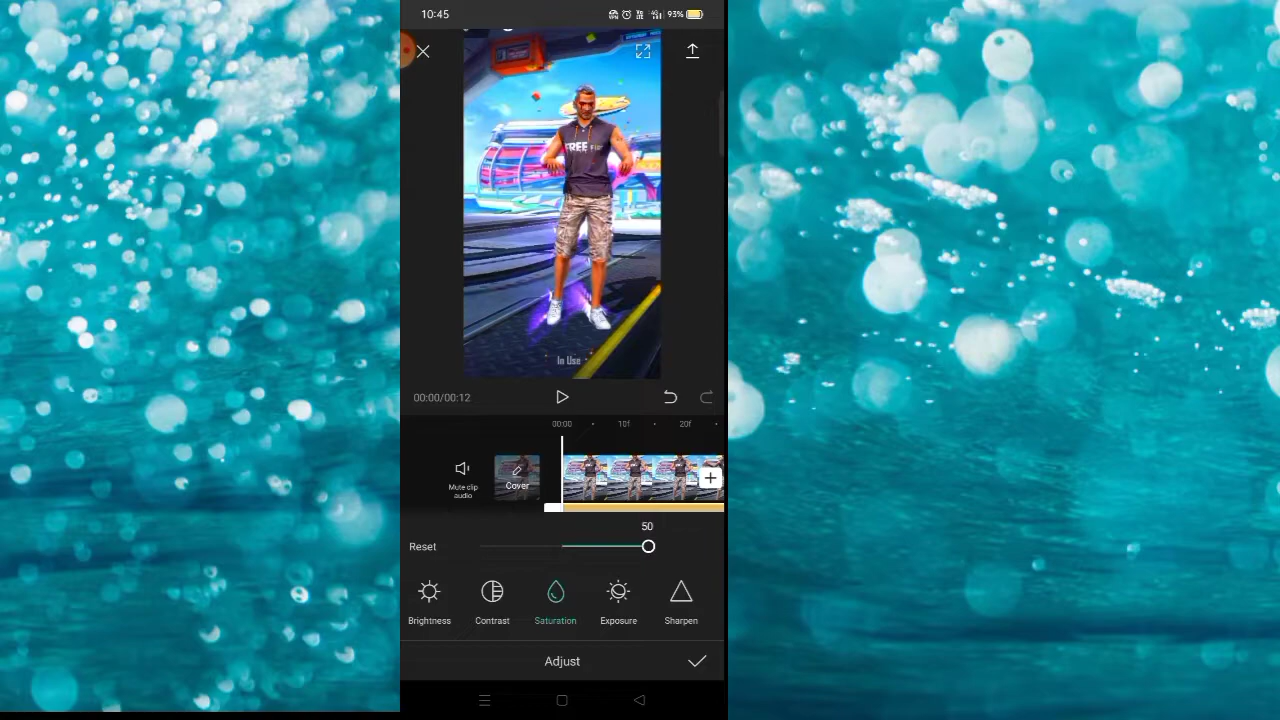 10:45
93%
FREE FIRE
In Use
00:00/00:12
00:00
10f
20f
Mute clip
audio
Cover
50
Reset
Brightness
Contrast
Saturation
Exposure
Sharpen
Adjust